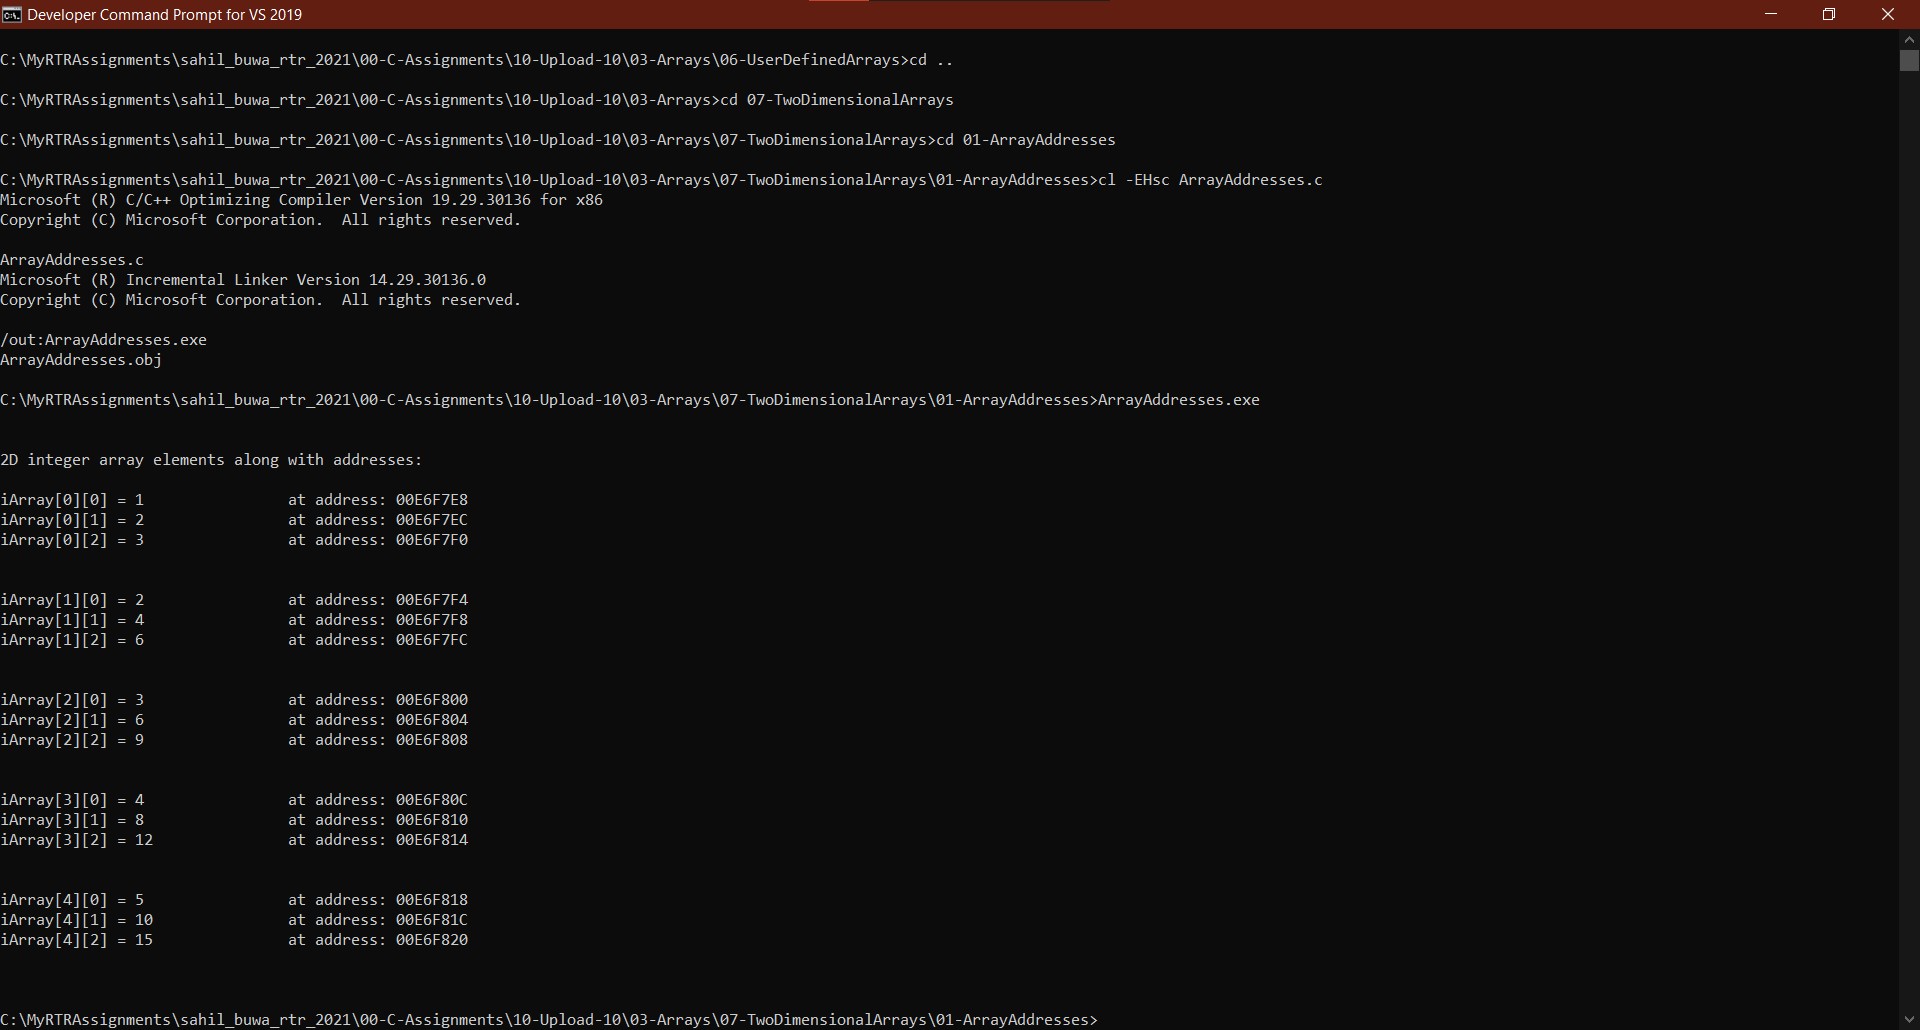 Developer Command Prompt for VS 2019
C:\MyRTRAssignments\sahil_buwa_rtr_2021\00-C-Assignments\10-Upload-10\03-Arrays\06-UserDefinedArrays>cd ..
C:\MyRTRAssignments\sahil_buwa_rtr_2021\00-C-Assignments\10-Upload-10\03-Arrays>cd 07-TwoDimensionalArrays
C:\MyRTRAssignments\sahil_buwa_rtr_2021\00-C-Assignments\10-Upload-10\03-Arrays\07-TwoDimensionalArrays>cd 01-ArrayAddresses
C:\MyRTRAssignments\sahil_buwa_rtr_2021\00-C-Assignments\10-Upload-10\03-Arrays\07-TwoDimensionalArrays\01-ArrayAddresses>cl -EHsc ArrayAddresses.c
Microsoft (R) C/C++ Optimizing Compiler Version 19.29.30136 for x86
Copyright (C) Microsoft Corporation.  All rights reserved.
ArrayAddresses.c
Microsoft (R) Incremental Linker Version 14.29.30136.0
Copyright (C) Microsoft Corporation.  All rights reserved.
/out:ArrayAddresses.exe
ArrayAddresses.obj
C:\MyRTRAssignments\sahil_buwa_rtr_2021\00-C-Assignments\10-Upload-10\03-Arrays\07-TwoDimensionalArrays\01-ArrayAddresses>ArrayAddresses.exe
2D integer array elements along with addresses:
iArray[0][0] = 1                at address: 00E6F7E8
iArray[0][1] = 2                at address: 00E6F7EC
iArray[0][2] = 3                at address: 00E6F7F0
iArray[1][0] = 2                at address: 00E6F7F4
iArray[1][1] = 4                at address: 00E6F7F8
iArray[1][2] = 6                at address: 00E6F7FC
iArray[2][0] = 3                at address: 00E6F800
iArray[2][1] = 6                at address: 00E6F804
iArray[2][2] = 9                at address: 00E6F808
iArray[3][0] = 4                at address: 00E6F80C
iArray[3][1] = 8                at address: 00E6F810
iArray[3][2] = 12               at address: 00E6F814
iArray[4][0] = 5                at address: 00E6F818
iArray[4][1] = 10               at address: 00E6F81C
iArray[4][2] = 15               at address: 00E6F820
C:\MyRTRAssignments\sahil_buwa_rtr_2021\00-C-Assignments\10-Upload-10\03-Arrays\07-TwoDimensionalArrays\01-ArrayAddresses>